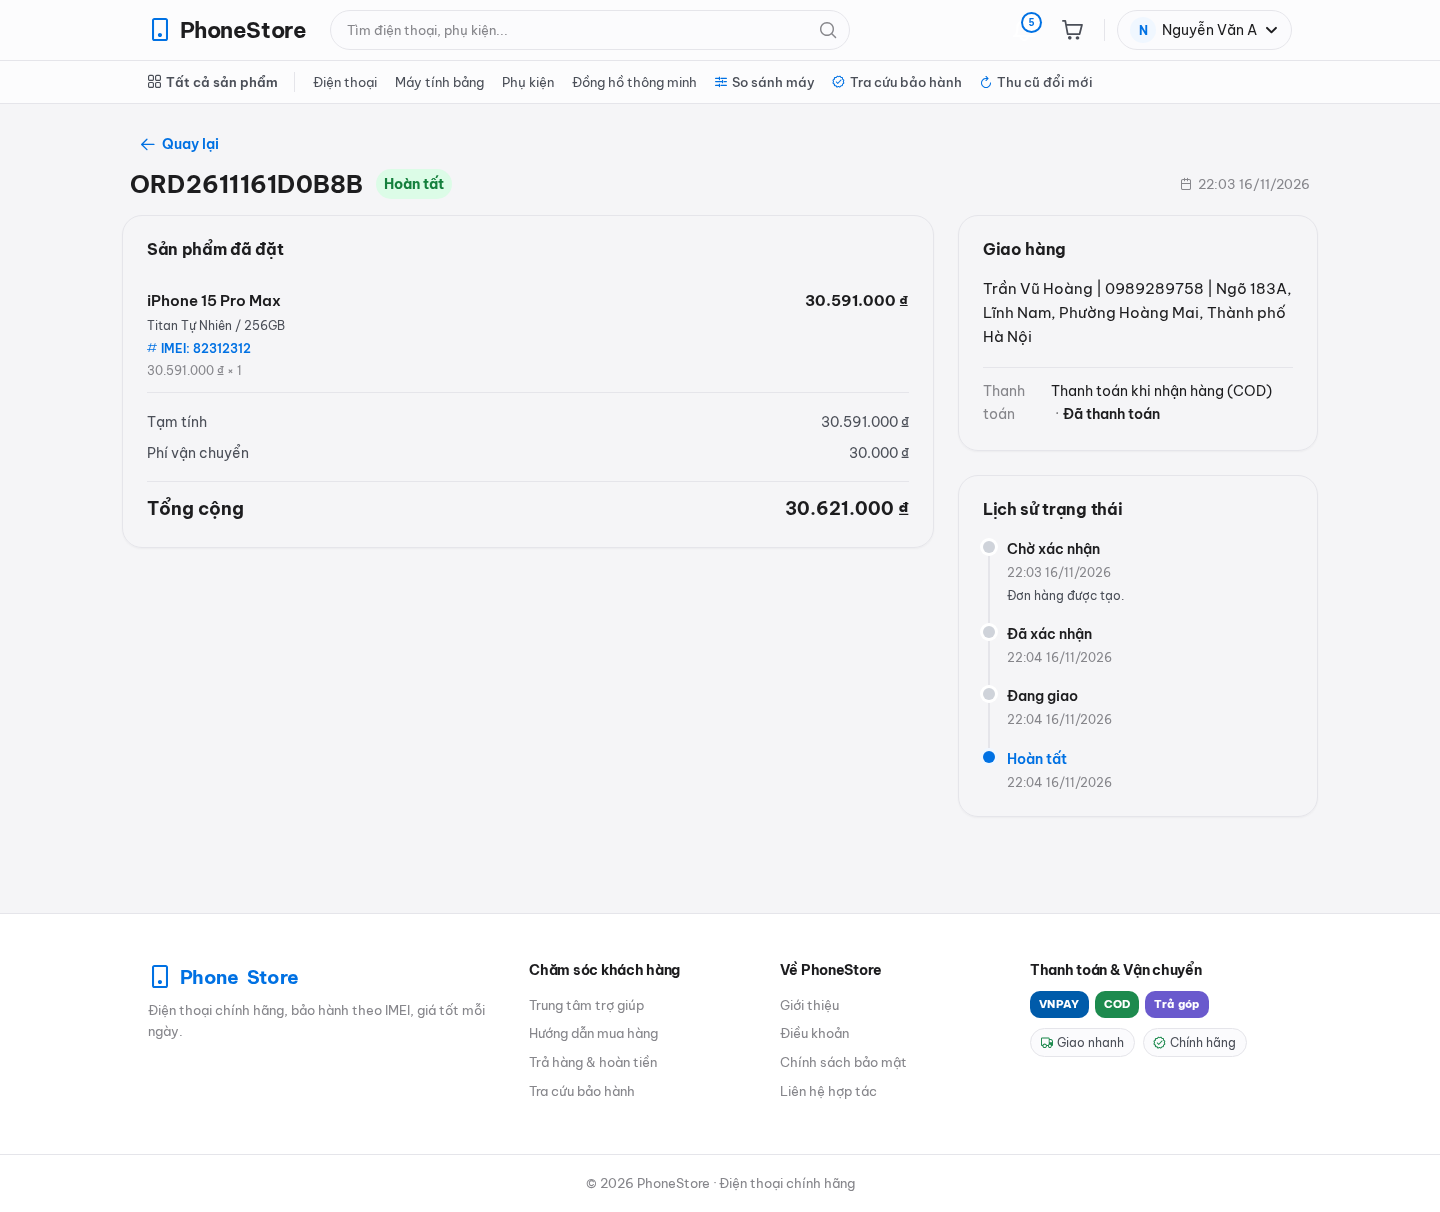 PhoneStore
Tìm điện thoại, phụ kiện...
5
N Nguyễn Văn A
Tất cả sản phẩm
Điện thoại
Máy tính bảng
Phụ kiện
Đồng hồ thông minh
So sánh máy
Tra cứu bảo hành
Thu cũ đổi mới
Quay lại
ORD2611161D0B8B Hoàn tất
22:03 16/11/2026
Sản phẩm đã đặt
iPhone 15 Pro Max 30.591.000 ₫
Titan Tự Nhiên / 256GB
# IMEI: 82312312
30.591.000 ₫ × 1
Tạm tính 30.591.000 ₫
Phí vận chuyển 30.000 ₫
Tổng cộng 30.621.000 ₫
Giao hàng
Trần Vũ Hoàng | 0989289758 | Ngõ 183A,
Lĩnh Nam, Phường Hoàng Mai, Thành phố
Hà Nội
Thanh toán
Thanh toán khi nhận hàng (COD)
· Đã thanh toán
Lịch sử trạng thái
Chờ xác nhận
22:03 16/11/2026
Đơn hàng được tạo.
Đã xác nhận
22:04 16/11/2026
Đang giao
22:04 16/11/2026
Hoàn tất
22:04 16/11/2026
Phone Store
Điện thoại chính hãng, bảo hành theo IMEI, giá tốt mỗi
ngày.
Chăm sóc khách hàng
Trung tâm trợ giúp
Hướng dẫn mua hàng
Trả hàng & hoàn tiền
Tra cứu bảo hành
Về PhoneStore
Giới thiệu
Điều khoản
Chính sách bảo mật
Liên hệ hợp tác
Thanh toán & Vận chuyển
VNPAY COD Trả góp
Giao nhanh Chính hãng
© 2026 PhoneStore · Điện thoại chính hãng